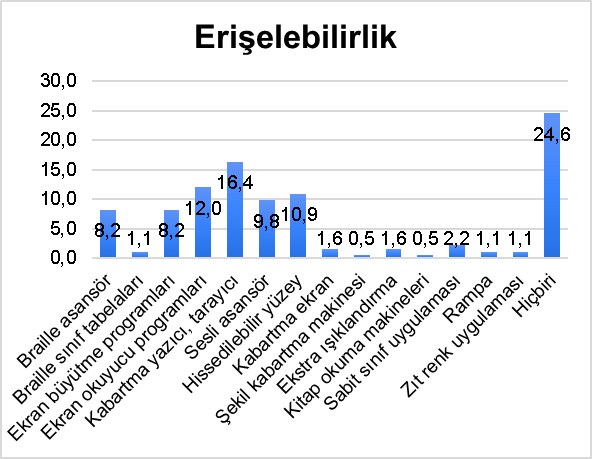 Erişelebilirlik
30,0
25,0
20,0
15,0
10,0
5,0
0,0
8,2
1,1
8,2
12,0
16,4
9,8
10,9
1,6
0,5
1,6
0,5
2,2
1,1
1,1
24,6
Braille asansör
Braille sınıf tabelaları
Ekran büyütme programları
Ekran okuyucu programları
Kabartma yazıcı, tarayıcı
Sesli asansör
Hissedilebilir yüzey
Kabartma ekran
Şekil kabartma makinesi
Ekstra ışıklandırma
Kitap okuma makineleri
Sabit sınıf uygulaması
Rampa
Zıt renk uygulaması
Hiçbiri